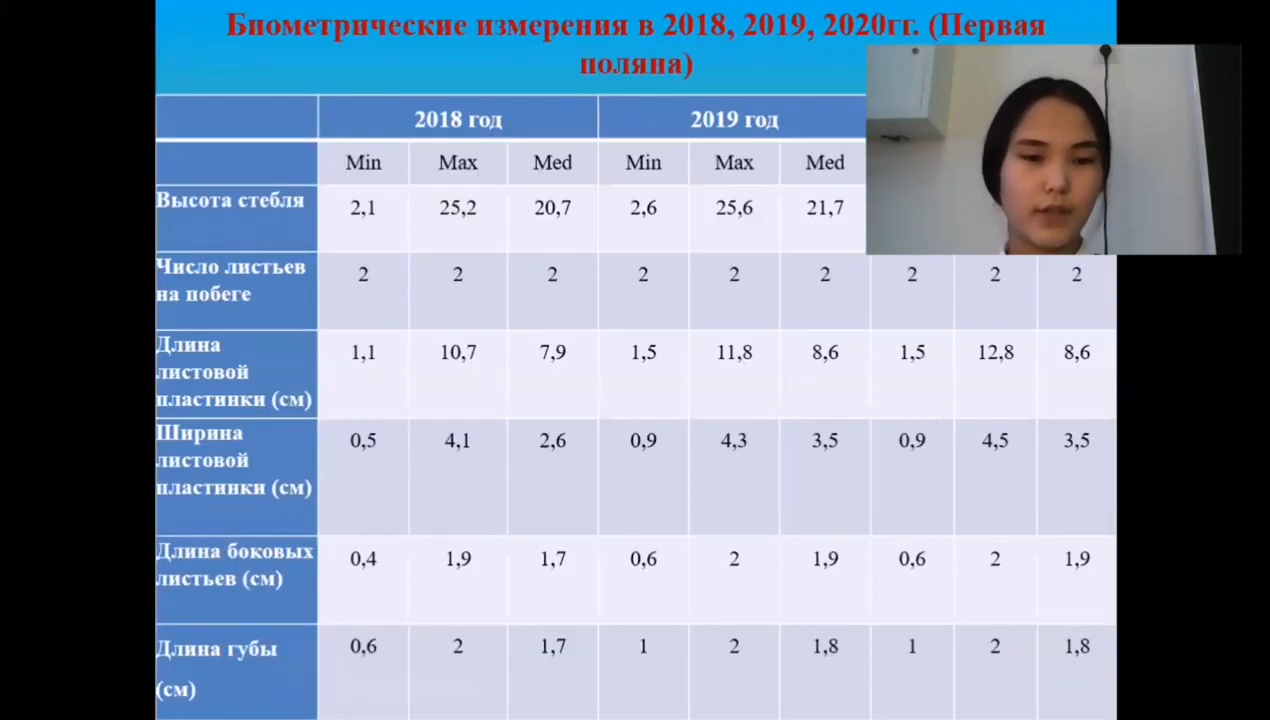 Биометрические измерения в 2018, 2019, 2020гг. (Первая
поляна)
2018 год 2019 год
Min Max Med Min Max Med
Высота стебля 2,1 25,2 20,7 2,6 25,6 21,7
Число листьев
на побеге 2 2 2 2 2 2 2 2 2
Длина
листовой
пластинки (см) 1,1 10,7 7,9 1,5 11,8 8,6 1,5 12,8 8,6
Ширина
листовой
пластинки (см) 0,5 4,1 2,6 0,9 4,3 3,5 0,9 4,5 3,5
Длина боковых
листьев (см) 0,4 1,9 1,7 0,6 2 1,9 0,6 2 1,9
Длина губы
(см) 0,6 2 1,7 1 2 1,8 1 2 1,8